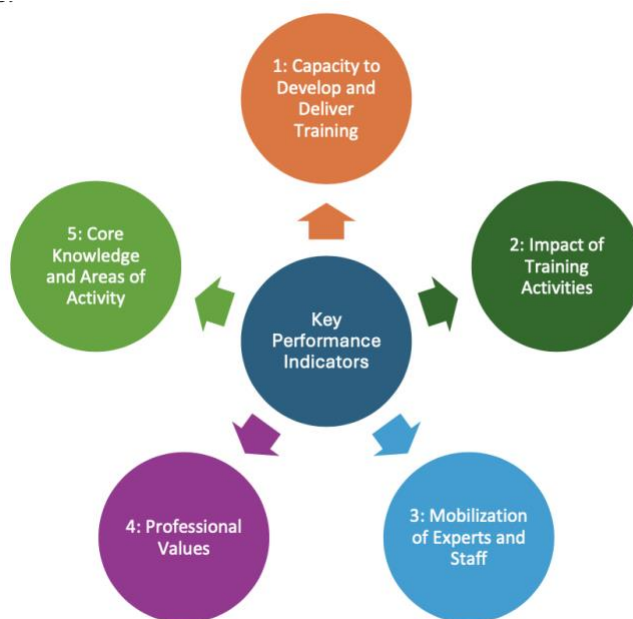 1: Capacity to
Develop and
Deliver
Training
2: Impact of
Training
Activities
3: Mobilization
of Experts and
Staff
4: Professional
Values
5: Core
Knowledge
and Areas of
Activity
Key
Performance
Indicators